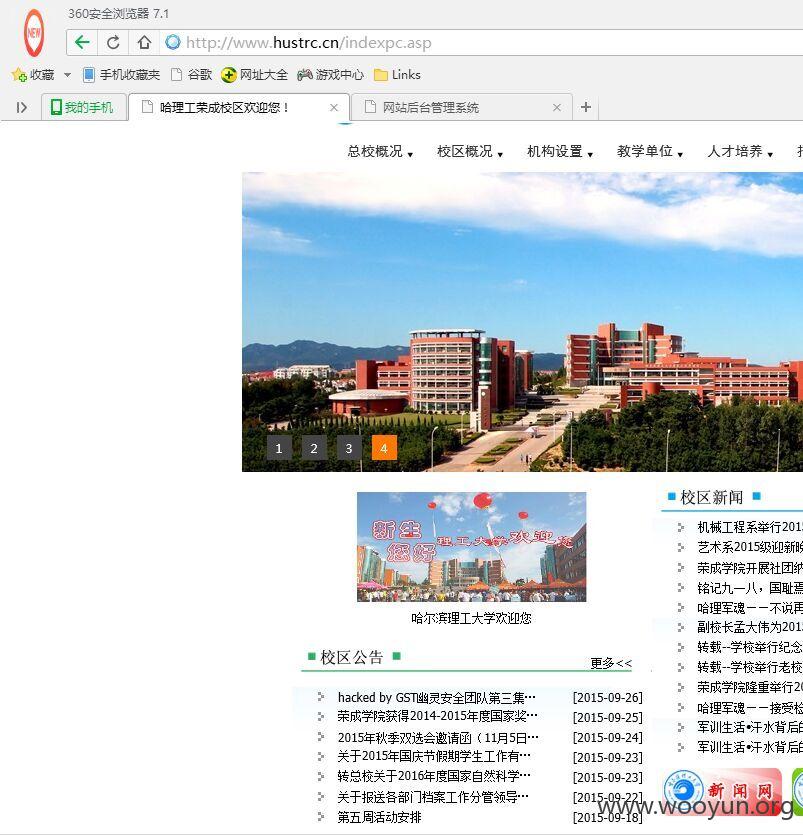 360安全浏览器 7.1
NEW
http://www.hustrc.cn/indexpc.asp
收藏 手机收藏夹 谷歌 网址大全 游戏中心 Links
我的手机 哈理工荣成校区欢迎您！ 网站后台管理系统
总校概况 校区概况 机构设置 教学单位 人才培养
1 2 3 4
新生
您好
理工大学欢迎您
哈尔滨理工大学欢迎您
校区公告 更多<<
hacked by GST幽灵安全团队第三集… [2015-09-26]
荣成学院获得2014-2015年度国家奖… [2015-09-25]
2015年秋季双选会邀请函（11月5日… [2015-09-24]
关于2015年国庆节假期学生工作有… [2015-09-23]
转总校关于2016年度国家自然科学… [2015-09-23]
关于报送各部门档案工作分管领导… [2015-09-22]
第五周活动安排 [2015-09-18]
校区新闻
机械工程系举行201
艺术系2015级迎新晚
荣成学院开展社团纳
铭记九一八，国耻焉
哈理军魂－－不说再
副校长孟大伟为201
转载--学校举行纪念
转载--学校举行老校
荣成学院隆重举行20
哈理军魂－－接受检
军训生活•汗水背后的
军训生活•汗水背后的
新闻网
www.wooyun.org